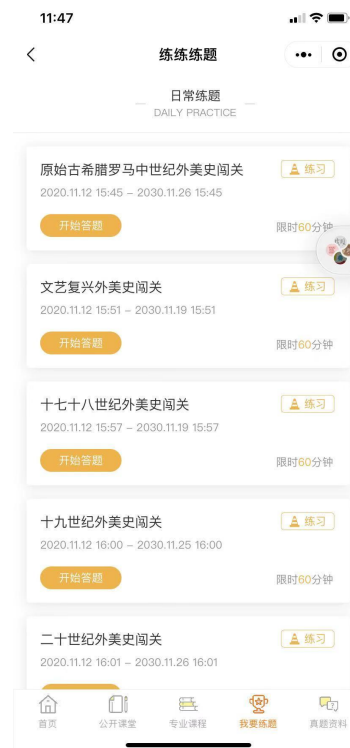 11:47
练练练题
日常练题
DAILY PRACTICE
原始古希腊罗马中世纪外美史闯关
练习
2020.11.12 15:45 – 2030.11.26 15:45
开始答题
限时60分钟
文艺复兴外美史闯关
练习
2020.11.12 15:51 – 2030.11.19 15:51
开始答题
限时60分钟
十七十八世纪外美史闯关
练习
2020.11.12 15:57 – 2030.11.19 15:57
开始答题
限时60分钟
十九世纪外美史闯关
练习
2020.11.12 16:00 – 2030.11.25 16:00
开始答题
限时60分钟
二十世纪外美史闯关
练习
2020.11.12 16:01 – 2030.11.26 16:01
首页
公开课堂
专业课程
我要练题
真题资料